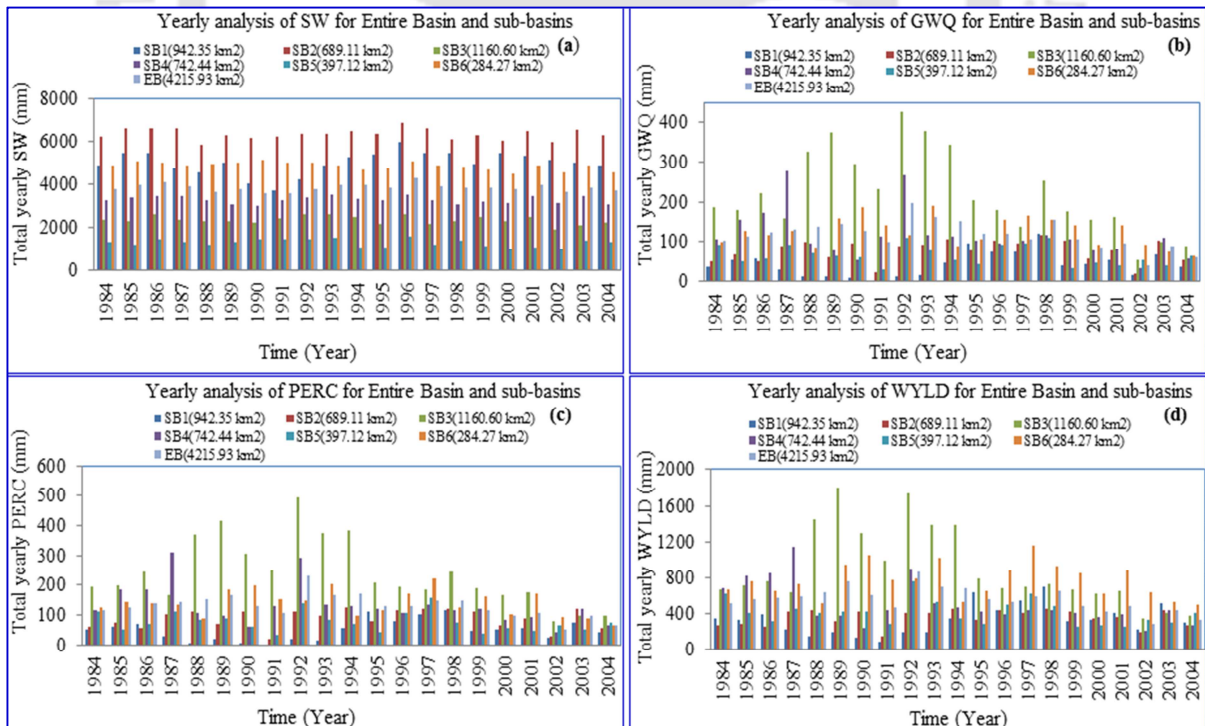 Yearly analysis of SW for Entire Basin and sub-basins
(a)
SB1(942.35 km2) SB2(689.11 km2) SB3(1160.60 km2)
SB4(742.44 km2) SB5(397.12 km2) SB6(284.27 km2)
EB(4215.93 km2)
Total yearly SW (mm)
8000
6000
4000
2000
0
1984 1985 1986 1987 1988 1989 1990 1991 1992 1993 1994 1995 1996 1997 1998 1999 2000 2001 2002 2003 2004
Time (Year)
Yearly analysis of GWQ for Entire Basin and sub-basins
(b)
SB1(942.35 km2) SB2(689.11 km2) SB3(1160.60 km2)
SB4(742.44 km2) SB5(397.12 km2) SB6(284.27 km2)
EB(4215.93 km2)
Total yearly GWQ (mm)
400
300
200
100
0
1984 1985 1986 1987 1988 1989 1990 1991 1992 1993 1994 1995 1996 1997 1998 1999 2000 2001 2002 2003 2004
Time (Year)
Yearly analysis of PERC for Entire Basin and sub-basins
(c)
SB1(942.35 km2) SB2(689.11 km2) SB3(1160.60 km2)
SB4(742.44 km2) SB5(397.12 km2) SB6(284.27 km2)
EB(4215.93 km2)
Total yearly PERC (mm)
600
500
400
300
200
100
0
1984 1985 1986 1987 1988 1989 1990 1991 1992 1993 1994 1995 1996 1997 1998 1999 2000 2001 2002 2003 2004
Time (Year)
Yearly analysis of WYLD for Entire Basin and sub-basins
(d)
SB1(942.35 km2) SB2(689.11 km2) SB3(1160.60 km2)
SB4(742.44 km2) SB5(397.12 km2) SB6(284.27 km2)
EB(4215.93 km2)
Total yearly WYLD (mm)
2000
1600
1200
800
400
0
1984 1985 1986 1987 1988 1989 1990 1991 1992 1993 1994 1995 1996 1997 1998 1999 2000 2001 2002 2003 2004
Time (Year)